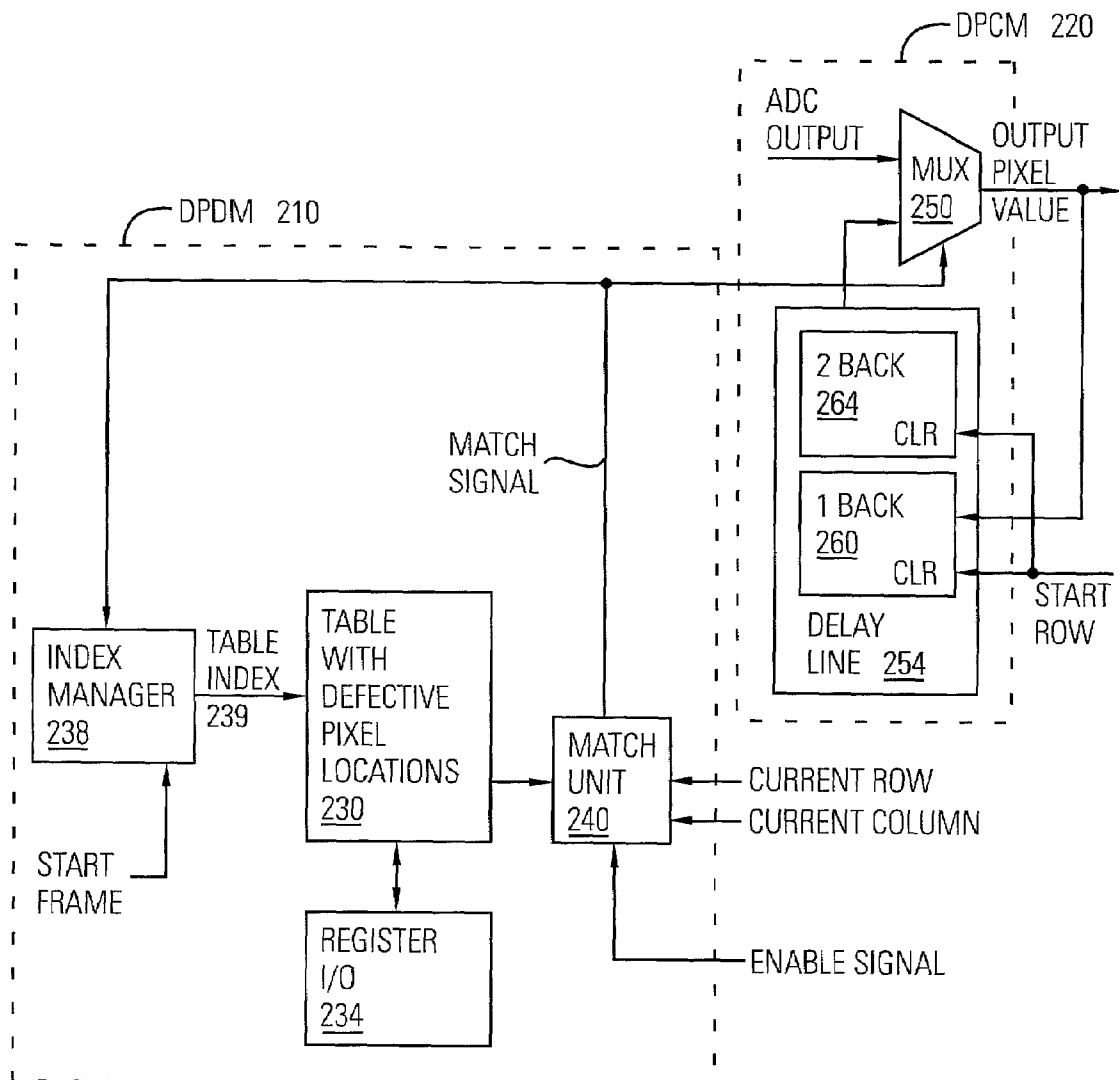 DPCM 220
ADC
OUTPUT
MUX
250
OUTPUT
PIXEL
VALUE
DPDM 210
2 BACK
264
CLR
MATCH
SIGNAL
1 BACK
260
CLR
START
ROW
DELAY
LINE 254
INDEX
MANAGER
238
TABLE
INDEX
239
TABLE
WITH
DEFECTIVE
PIXEL
LOCATIONS
230
MATCH
UNIT
240
CURRENT ROW
CURRENT COLUMN
START
FRAME
REGISTER
I/O
234
ENABLE SIGNAL